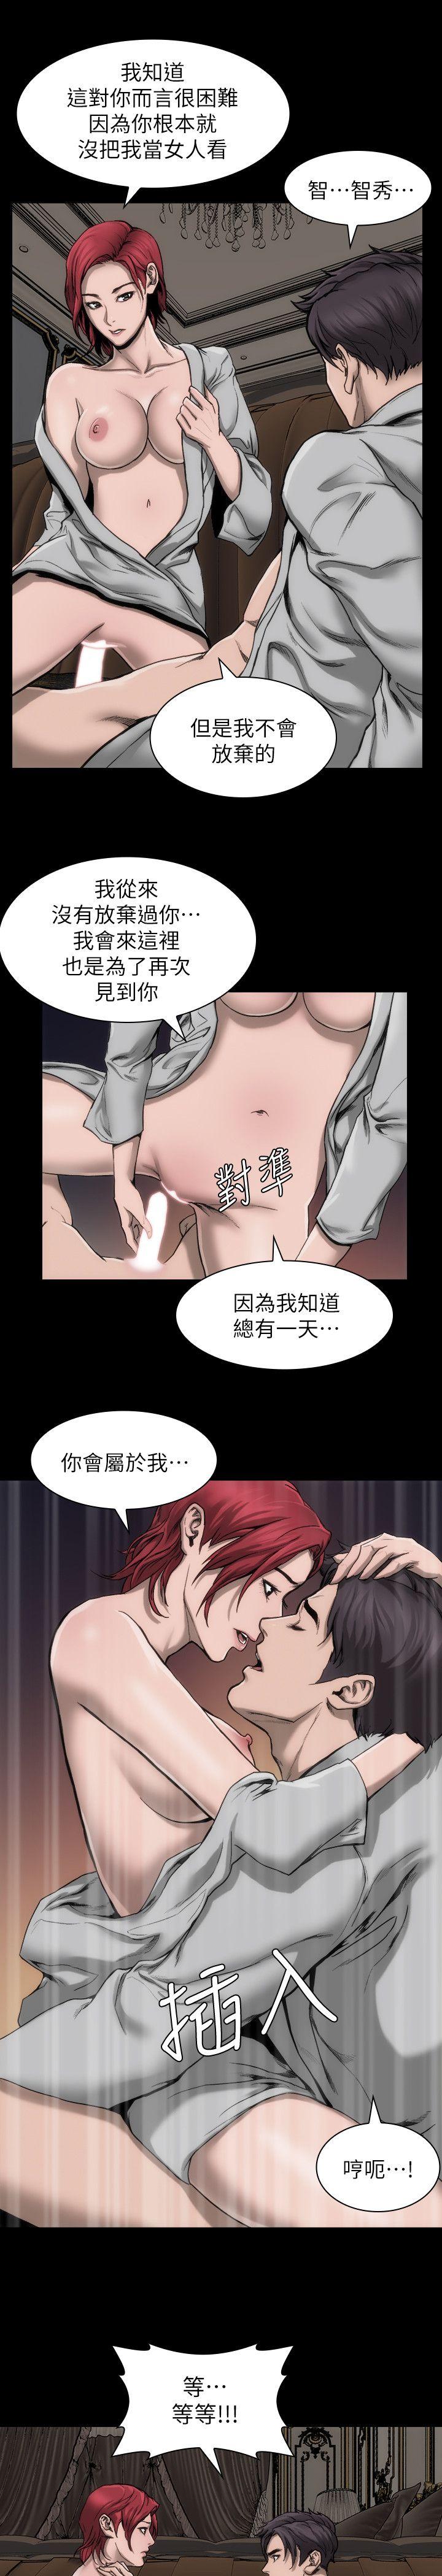 我知道
這對你而言很困難
因為你根本就
沒把我當女人看
智…智秀…
但是我不會
放棄的
我從來
沒有放棄過你…
我會來這裡
也是為了再次
見到你
對準
因為我知道
總有一天…
你會屬於我…
插入
哼呃…!
等…
等等!!!